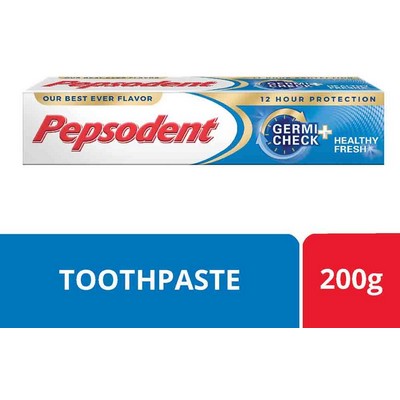 OUR BEST EVER FLAVOR
12 HOUR PROTECTION
Pepsodent
GERMI
CHECK+
HEALTHY
FRESH
TOOTHPASTE
200g